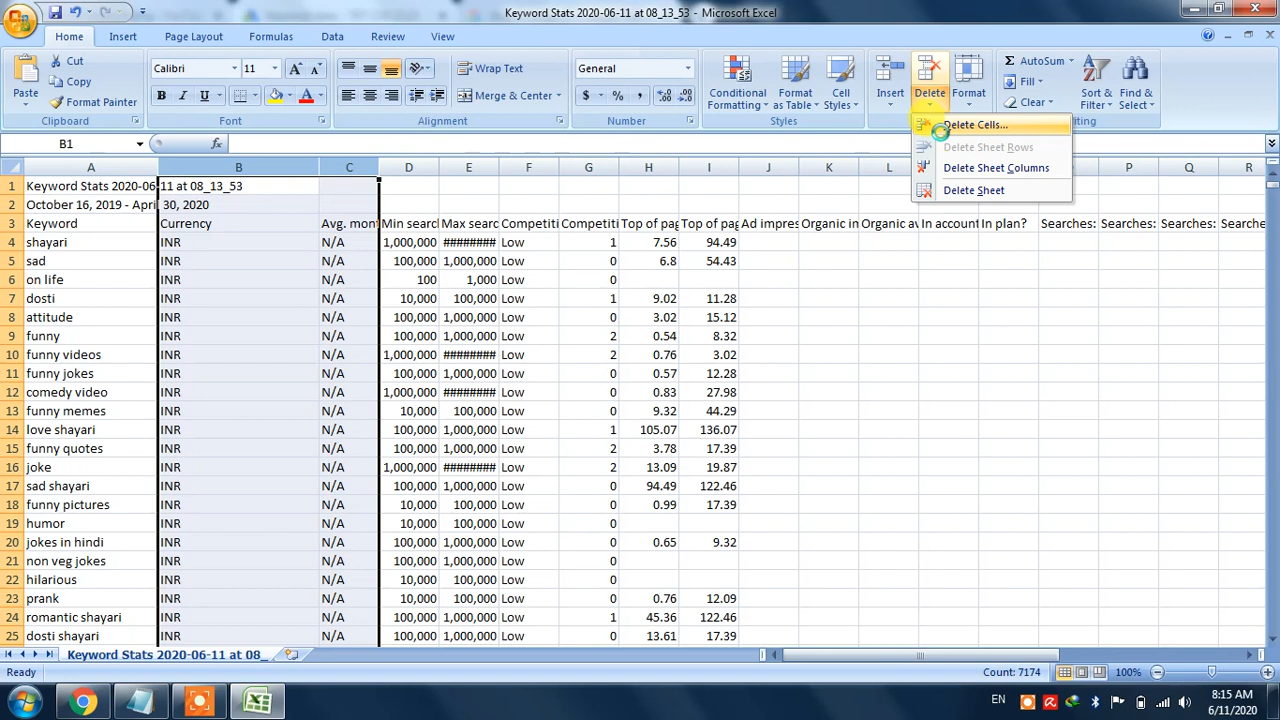 Keyword Stats 2020-06-11 at 08_13_53 - Microsoft Excel
Home Insert Page Layout Formulas Data Review View
Paste Cut Copy Format Painter
Calibri 11 B I U A A A
Wrap Text Merge & Center
General $ % ,
Conditional Formatting Format as Table Cell Styles
Insert Delete Format
Σ AutoSum Fill Clear Sort & Filter Find & Select
Font Alignment Number Styles iting
Delete Cells...
Delete Sheet Rows
Delete Sheet Columns
Delete Sheet
B1 fx
A B C D E F G H I J K L P Q R
1 Keyword Stats 2020-06-11 at 08_13_53
2 October 16, 2019 - April 30, 2020
3 Keyword Currency Avg. mont Min searc Max sear Competiti Competiti Top of pag Top of pag Ad impres Organic in Organic av In account In plan? Searches: Searches: Searches: Searche
4 shayari INR N/A 1,000,000 ######## Low 1 7.56 94.49
5 sad INR N/A 100,000 1,000,000 Low 0 6.8 54.43
6 on life INR N/A 100 1,000 Low 0
7 dosti INR N/A 10,000 100,000 Low 1 9.02 11.28
8 attitude INR N/A 100,000 1,000,000 Low 0 3.02 15.12
9 funny INR N/A 100,000 1,000,000 Low 2 0.54 8.32
10 funny videos INR N/A 1,000,000 ######## Low 2 0.76 3.02
11 funny jokes INR N/A 100,000 1,000,000 Low 0 0.57 12.28
12 comedy video INR N/A 1,000,000 ######## Low 0 0.83 27.98
13 funny memes INR N/A 10,000 100,000 Low 0 9.32 44.29
14 love shayari INR N/A 100,000 1,000,000 Low 1 105.07 136.07
15 funny quotes INR N/A 100,000 1,000,000 Low 2 3.78 17.39
16 joke INR N/A 1,000,000 ######## Low 2 13.09 19.87
17 sad shayari INR N/A 100,000 1,000,000 Low 0 94.49 122.46
18 funny pictures INR N/A 10,000 100,000 Low 0 0.99 17.39
19 humor INR N/A 10,000 100,000 Low 0
20 jokes in hindi INR N/A 100,000 1,000,000 Low 0 0.65 9.32
21 non veg jokes INR N/A 100,000 1,000,000 Low 0
22 hilarious INR N/A 10,000 100,000 Low 0
23 prank INR N/A 10,000 100,000 Low 0 0.76 12.09
24 romantic shayari INR N/A 100,000 1,000,000 Low 1 45.36 122.46
25 dosti shayari INR N/A 100,000 1,000,000 Low 0 13.61 17.39
Keyword Stats 2020-06-11 at 08_
Ready Count: 7174 100%
EN 8:15 AM
6/11/2020